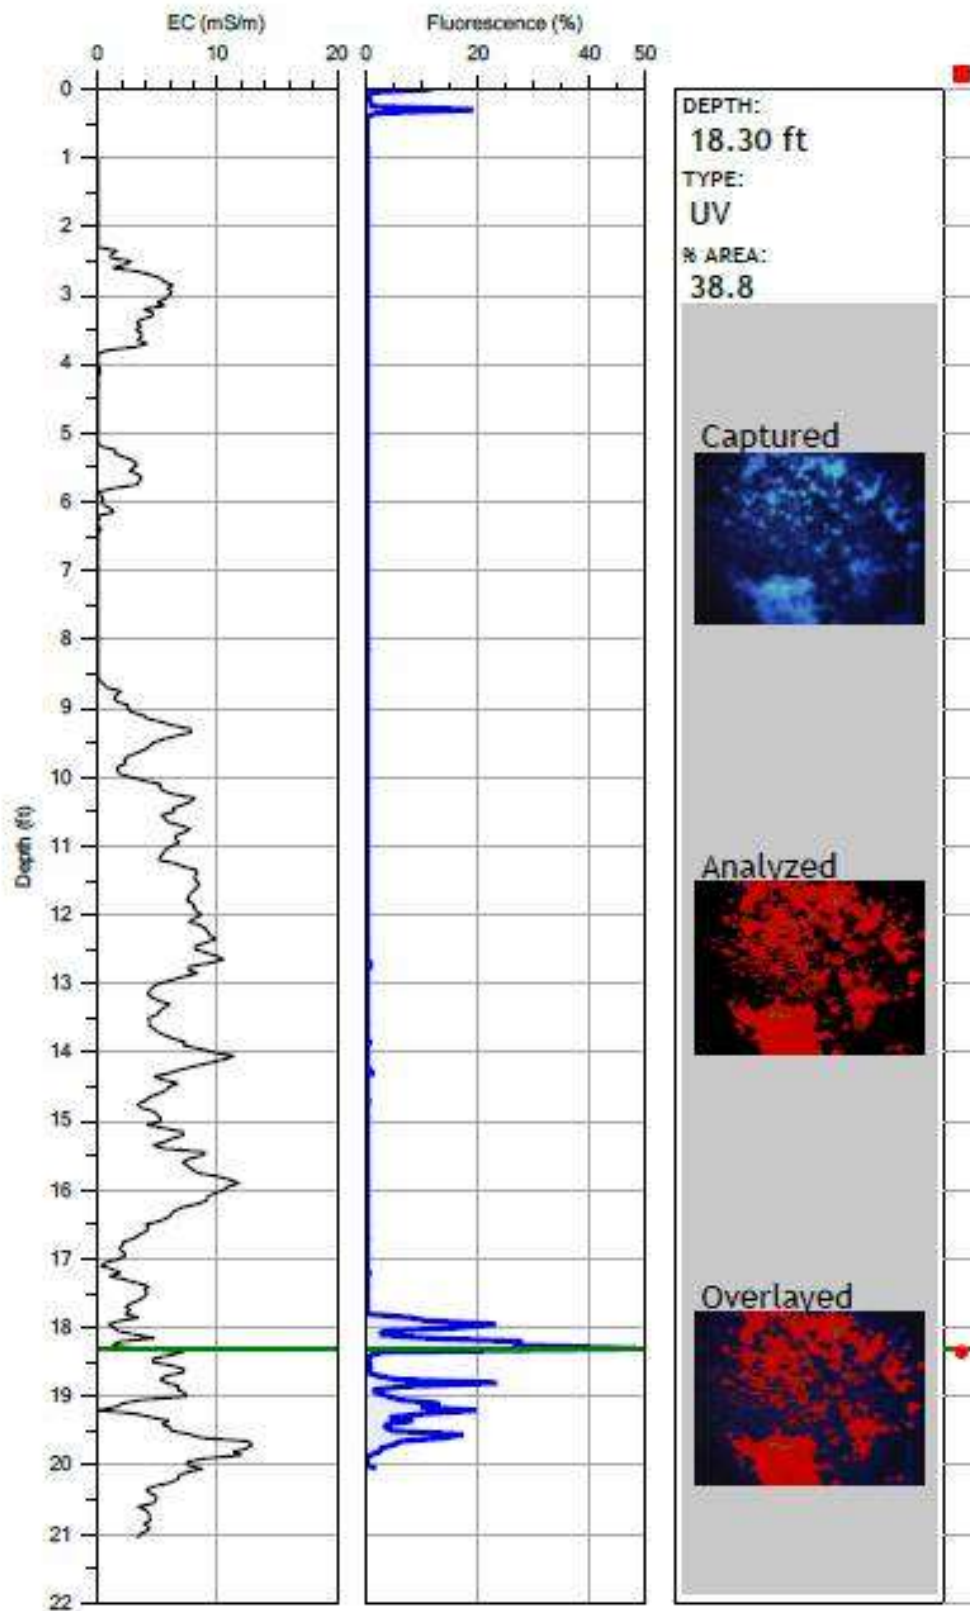 EC (mS/m)
Fluorescence (%)
0
10
20
0
20
40
50
0
1
2
3
4
5
6
7
8
9
10
11
12
13
14
15
16
17
18
19
20
21
22
Depth (ft)
DEPTH:
18.30 ft
TYPE:
UV
% AREA:
38.8
Captured
Analyzed
Overlayed